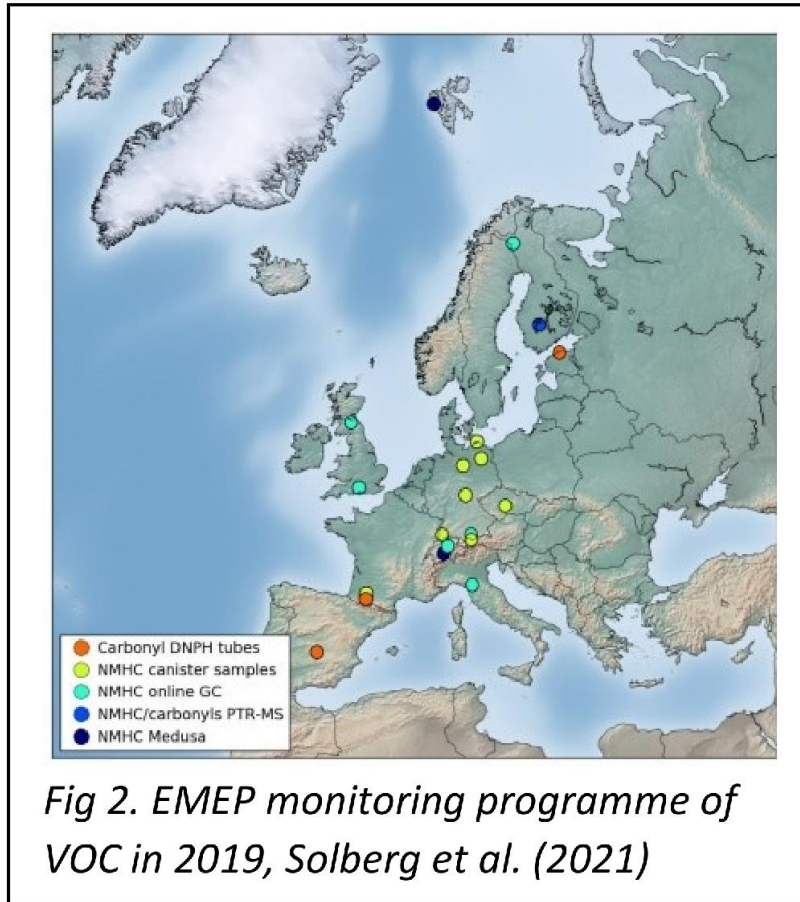 Carbonyl DNPH tubes
NMHC canister samples
NMHC online GC
NMHC/carbonyls PTR-MS
NMHC Medusa
Fig 2. EMEP monitoring programme of
VOC in 2019, Solberg et al. (2021)